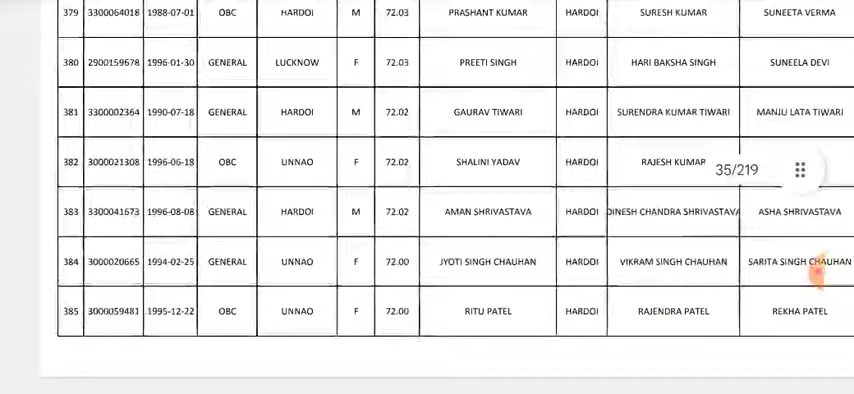 379 3300064018 1988-07-01 OBC HARDOI M 72.03 PRASHANT KUMAR HARDOI SURESH KUMAR SUNEETA VERMA
380 2900159678 1996-01-30 GENERAL LUCKNOW F 72.03 PREETI SINGH HARDOI HARI BAKSHA SINGH SUNEELA DEVI
381 3300002364 1990-07-18 GENERAL HARDOI M 72.02 GAURAV TIWARI HARDOI SURENDRA KUMAR TIWARI MANJU LATA TIWARI
382 3000021308 1996-06-18 OBC UNNAO F 72.02 SHALINI YADAV HARDOI RAJESH KUMAR 35/219
383 3300041673 1996-08-08 GENERAL HARDOI M 72.02 AMAN SHRIVASTAVA HARDOI DINESH CHANDRA SHRIVASTAVA ASHA SHRIVASTAVA
384 3000020665 1994-02-25 GENERAL UNNAO F 72.00 JYOTI SINGH CHAUHAN HARDOI VIKRAM SINGH CHAUHAN SARITA SINGH CHAUHAN
385 3000059481 1995-12-22 OBC UNNAO F 72.00 RITU PATEL HARDOI RAJENDRA PATEL REKHA PATEL